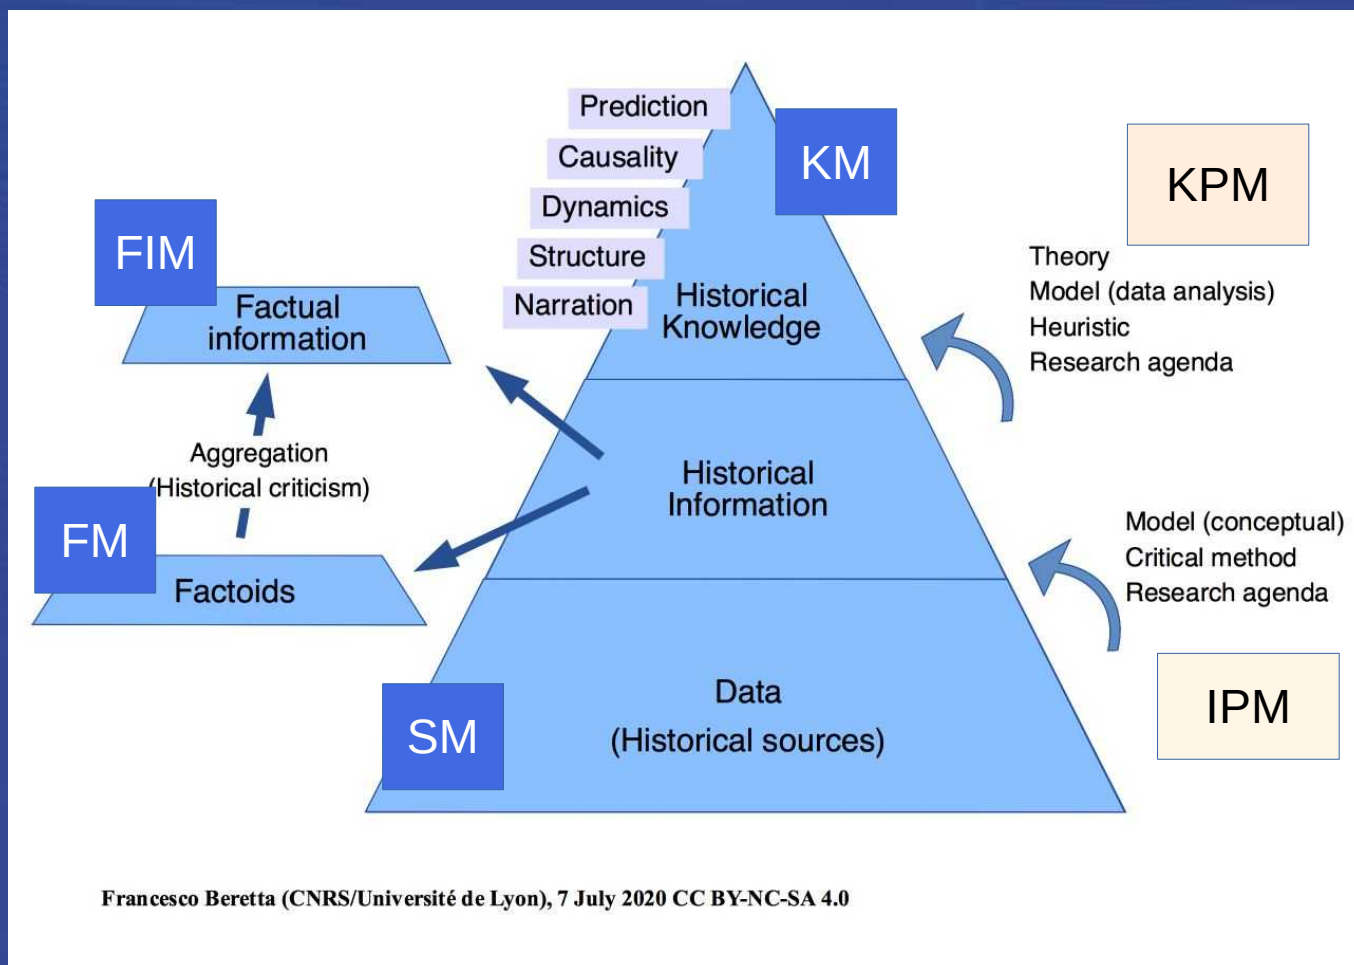 Prediction
Causality
Dynamics
Structure
Narration
KM
KPM
FIM
Factual
information
Historical
Knowledge
Theory
Model (data analysis)
Heuristic
Research agenda
Aggregation
(Historical criticism)
Historical
Information
FM
Factoids
Model (conceptual)
Critical method
Research agenda
SM
Data
(Historical sources)
IPM
Francesco Beretta (CNRS/Université de Lyon), 7 July 2020 CC BY-NC-SA 4.0